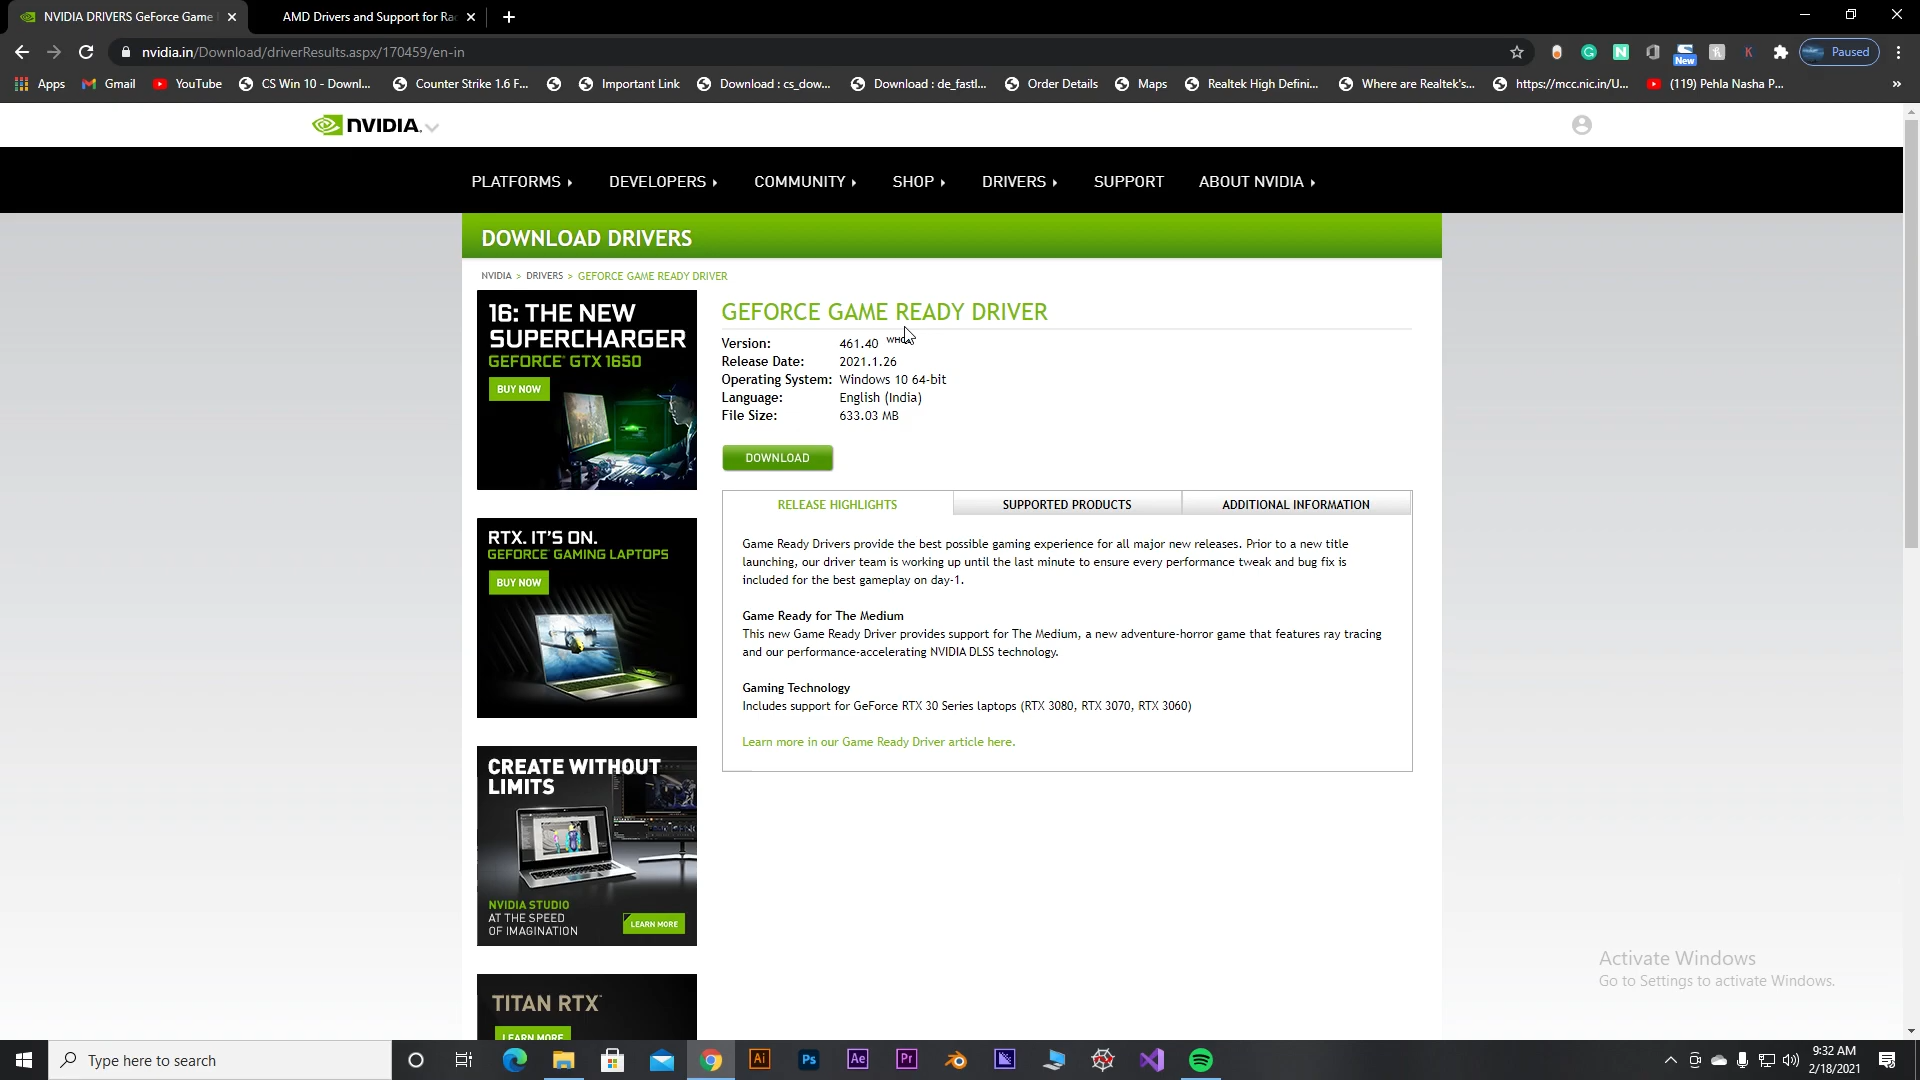 NVIDIA DRIVERS GeForce Game
AMD Drivers and Support for Ra
nvidia.in/Download/driverResults.aspx/170459/en-in
New
K
Paused
Apps
Gmail
YouTube
CS Win 10 - Downl...
Counter Strike 1.6 F...
Important Link
Download : cs_dow...
Download : de_fastl...
Order Details
Maps
Realtek High Defini...
Where are Realtek's...
https://mcc.nic.in/U...
(119) Pehla Nasha P...
NVIDIA.
PLATFORMS
DEVELOPERS
COMMUNITY
SHOP
DRIVERS
SUPPORT
ABOUT NVIDIA
DOWNLOAD DRIVERS
NVIDIA > DRIVERS > GEFORCE GAME READY DRIVER
16: THE NEW
SUPERCHARGER
GEFORCE® GTX 1650
BUY NOW
GEFORCE GAME READY DRIVER
Version: 461.40
Release Date: 2021.1.26
Operating System: Windows 10 64-bit
Language: English (India)
File Size: 633.03 MB
DOWNLOAD
RELEASE HIGHLIGHTS
SUPPORTED PRODUCTS
ADDITIONAL INFORMATION
Game Ready Drivers provide the best possible gaming experience for all major new releases. Prior to a new title
launching, our driver team is working up until the last minute to ensure every performance tweak and bug fix is
included for the best gameplay on day-1.
Game Ready for The Medium
This new Game Ready Driver provides support for The Medium, a new adventure-horror game that features ray tracing
and our performance-accelerating NVIDIA DLSS technology.
Gaming Technology
Includes support for GeForce RTX 30 Series laptops (RTX 3080, RTX 3070, RTX 3060)
Learn more in our Game Ready Driver article here.
RTX. IT'S ON.
GEFORCE® GAMING LAPTOPS
BUY NOW
CREATE WITHOUT
LIMITS
NVIDIA STUDIO
AT THE SPEED
OF IMAGINATION
LEARN MORE
TITAN RTX™
LEARN MORE
Activate Windows
Go to Settings to activate Windows.
Type here to search
Ai
Ps
Ae
Pr
9:32 AM
2/18/2021